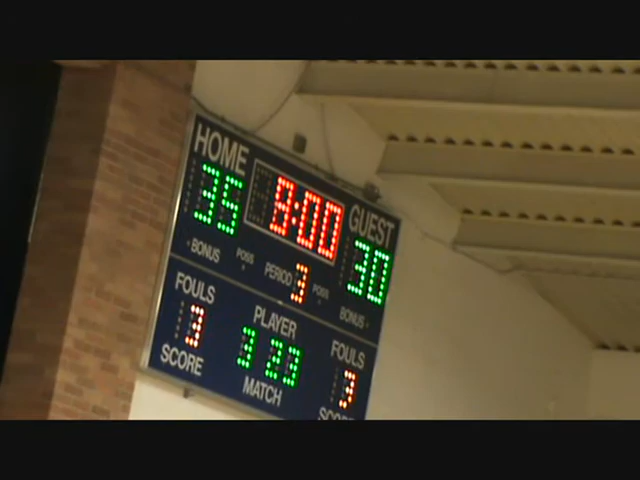 HOME
35 8:00 GUEST
30
BONUS POSS PERIOD 3 POSS BONUS
FOULS PLAYER FOULS
3 3 23 3
SCORE MATCH SCORE